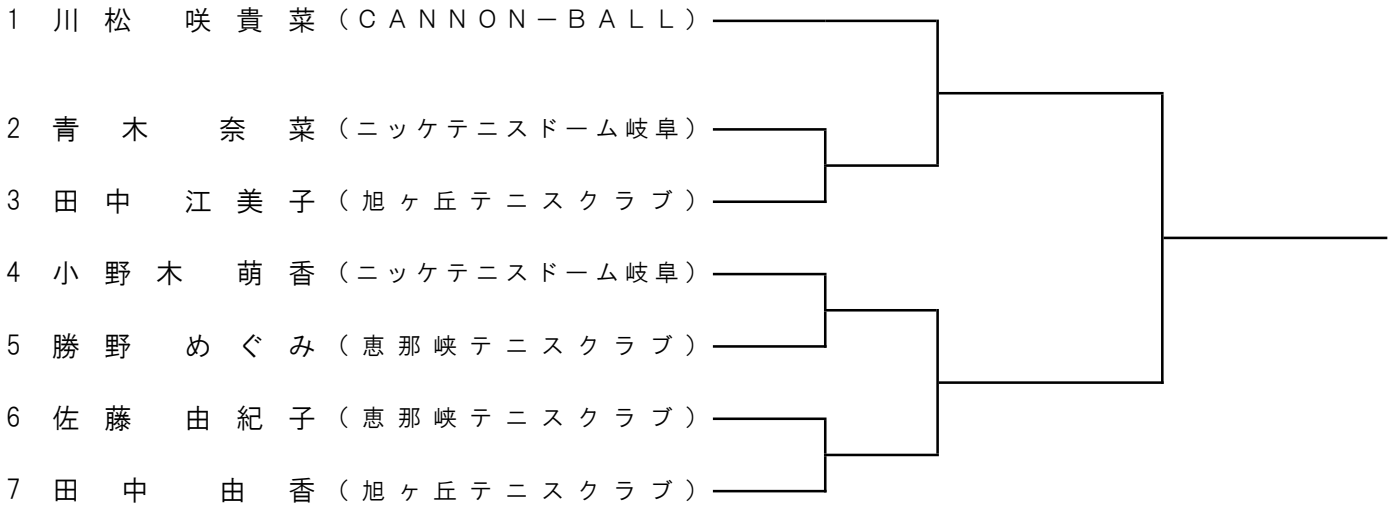 1 川松 咲貴菜 (CANNON-BALL)
2 青木 奈菜 (ニッケテニスドーム岐阜)
3 田中 江美子 (旭ヶ丘テニスクラブ)
4 小野木 萌香 (ニッケテニスドーム岐阜)
5 勝野 めぐみ (恵那峡テニスクラブ)
6 佐藤 由紀子 (恵那峡テニスクラブ)
7 田中 由香 (旭ヶ丘テニスクラブ)